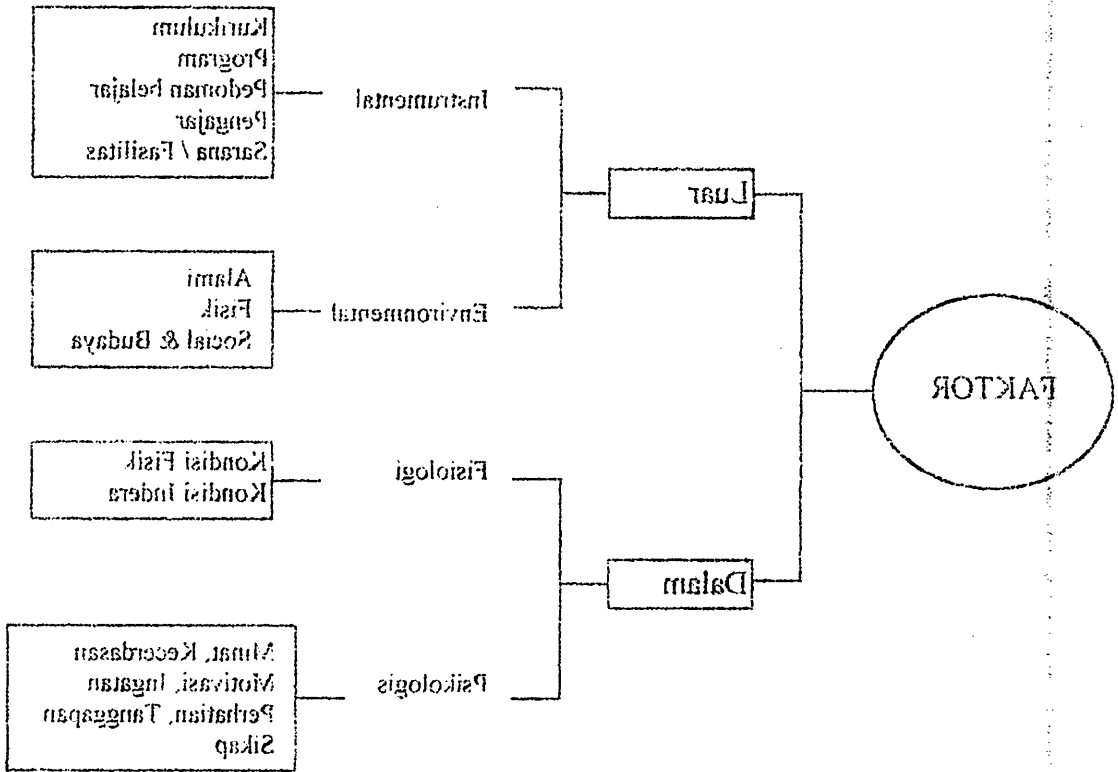 FAKTOR
Luar
Instrumental
Kurikulum
Program
Pedoman belajar
Pengajar
Sarana / Fasilitas
Environmental
Alami
Fisik
Social & Budaya
Dalam
Fisiologi
Kondisi Fisik
Kondisi Indera
Psikologis
Minat, Kecerdasan
Motivasi, Ingatan
Perhatian, Tanggapan
Sikap